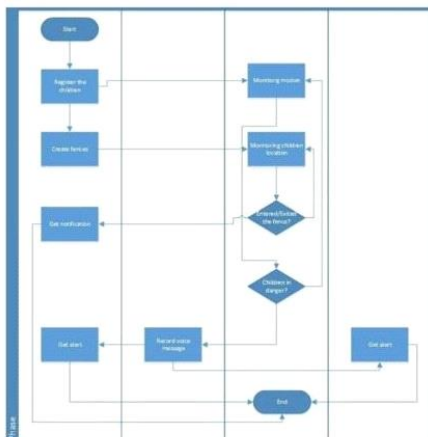 Start
Register the
children
Monitoring motion
Create fences
Monitoring children
location
Get notification
Entered/Exited
the fence?
Children in
danger?
Get alert
Record voice
message
Get alert
End